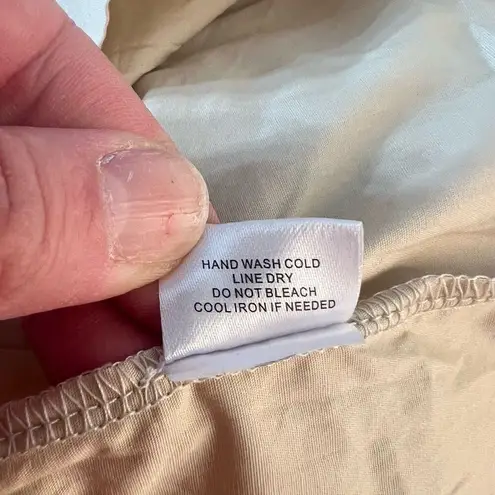 HAND WASH COLD
LINE DRY
DO NOT BLEACH
COOL IRON IF NEEDED